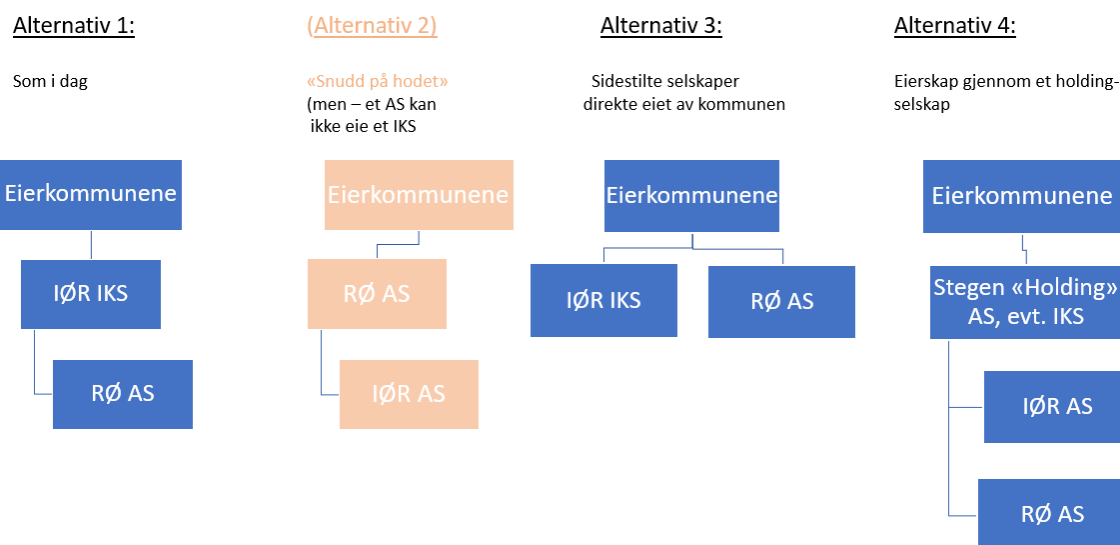 Alternativ 1:
Som i dag
Eierkommunene
IØR IKS
RØ AS
(Alternativ 2)
«Snudd på hodet»
(men – et AS kan
ikke eie et IKS
Eierkommunene
RØ AS
IØR AS
Alternativ 3:
Sidestilte selskaper
direkte eiet av kommunen
Eierkommunene
IØR IKS
RØ AS
Alternativ 4:
Eierskap gjennom et holding-
selskap
Eierkommunene
Stegen «Holding»
AS, evt. IKS
IØR AS
RØ AS